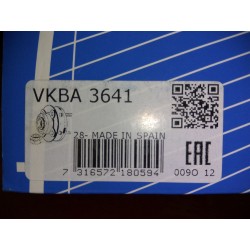 VKBA 3641
28- MADE IN SPAIN
EAC
7 316572 180594
0090 12